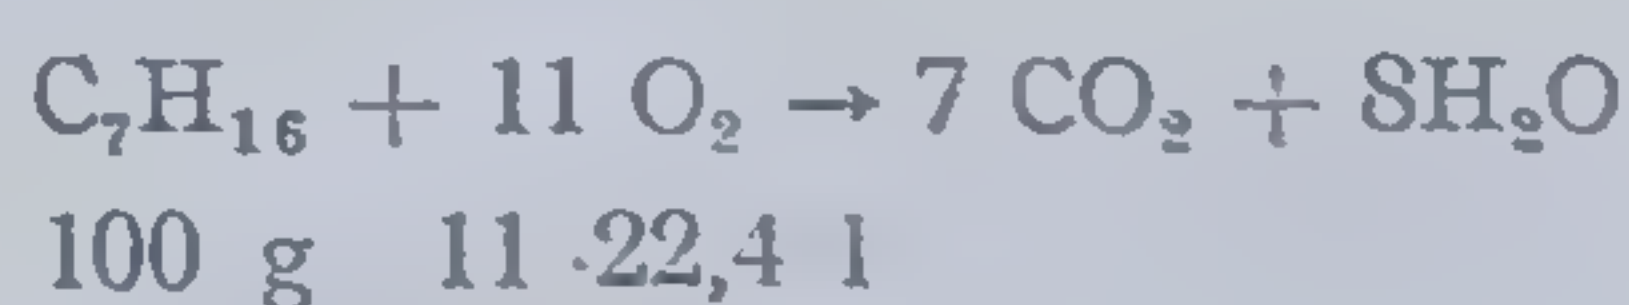 C₇H₁₆ + 11 O₂ → 7 CO₂ + 8H₂O
100 g 11 ·22,4 l